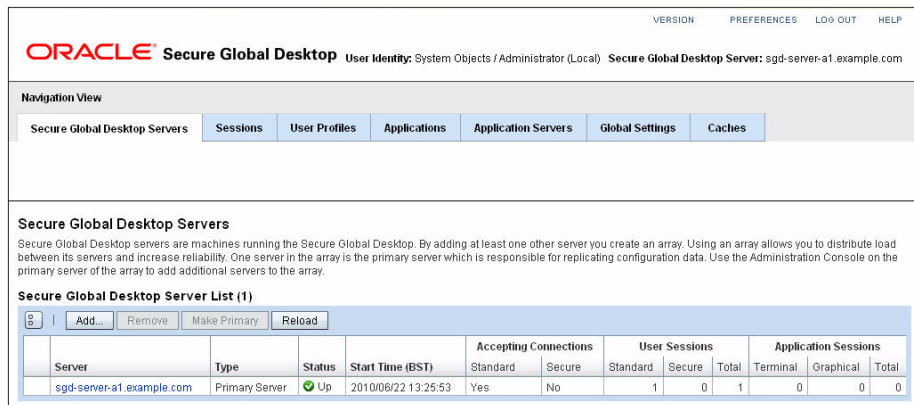 VERSION PREFERENCES LOG OUT HELP
ORACLE Secure Global Desktop User Identity: System Objects / Administrator (Local) Secure Global Desktop Server: sgd-server-a1.example.com
Navigation View
Secure Global Desktop Servers Sessions User Profiles Applications Application Servers Global Settings Caches
Secure Global Desktop Servers
Secure Global Desktop servers are machines running the Secure Global Desktop. By adding at least one other server you create an array. Using an array allows you to distribute load
between its servers and increase reliability. One server in the array is the primary server which is responsible for replicating configuration data. Use the Administration Console on the
primary server of the array to add additional servers to the array.
Secure Global Desktop Server List (1)
Add... Remove Make Primary Reload
Accepting Connections User Sessions Application Sessions
Server Type Status Start Time (BST) Standard Secure Standard Secure Total Terminal Graphical Total
sgd-server-a1.example.com Primary Server Up 2010/06/22 13:25:53 Yes No 1 0 1 0 0 0